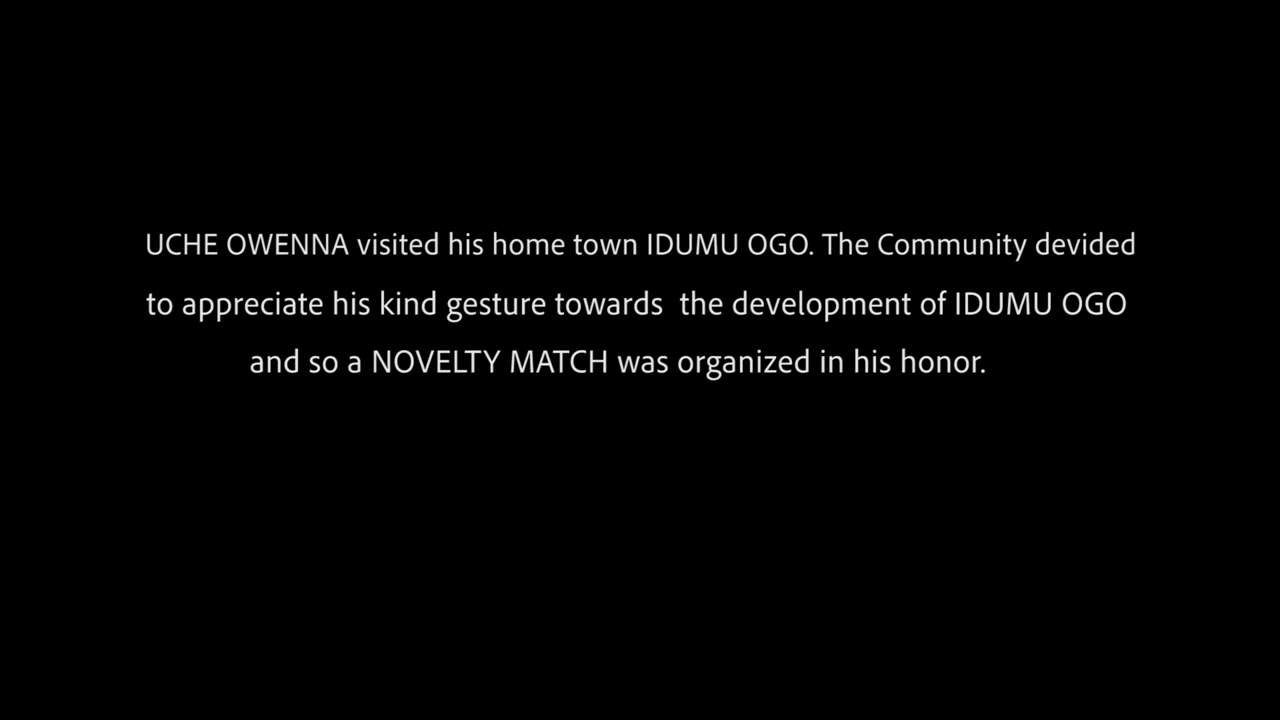 UCHE OWENNA visited his home town IDUMU OGO. The Community devided
to appreciate his kind gesture towards  the development of IDUMU OGO
and so a NOVELTY MATCH was organized in his honor.